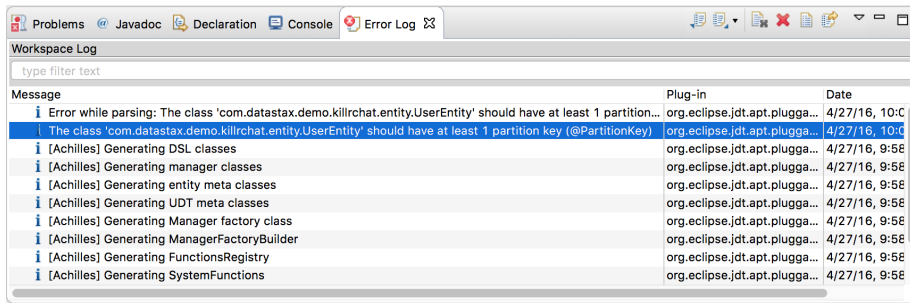 Problems @ Javadoc Declaration Console Error Log
Workspace Log
type filter text
Message Plug-in Date
Error while parsing: The class 'com.datastax.demo.killrchat.entity.UserEntity' should have at least 1 partition... org.eclipse.jdt.apt.plugga... 4/27/16, 10:0
The class 'com.datastax.demo.killrchat.entity.UserEntity' should have at least 1 partition key (@PartitionKey) org.eclipse.jdt.apt.plugga... 4/27/16, 10:0
[Achilles] Generating DSL classes org.eclipse.jdt.apt.plugga... 4/27/16, 9:58
[Achilles] Generating manager classes org.eclipse.jdt.apt.plugga... 4/27/16, 9:58
[Achilles] Generating entity meta classes org.eclipse.jdt.apt.plugga... 4/27/16, 9:58
[Achilles] Generating UDT meta classes org.eclipse.jdt.apt.plugga... 4/27/16, 9:58
[Achilles] Generating Manager factory class org.eclipse.jdt.apt.plugga... 4/27/16, 9:58
[Achilles] Generating ManagerFactoryBuilder org.eclipse.jdt.apt.plugga... 4/27/16, 9:58
[Achilles] Generating FunctionsRegistry org.eclipse.jdt.apt.plugga... 4/27/16, 9:58
[Achilles] Generating SystemFunctions org.eclipse.jdt.apt.plugga... 4/27/16, 9:58